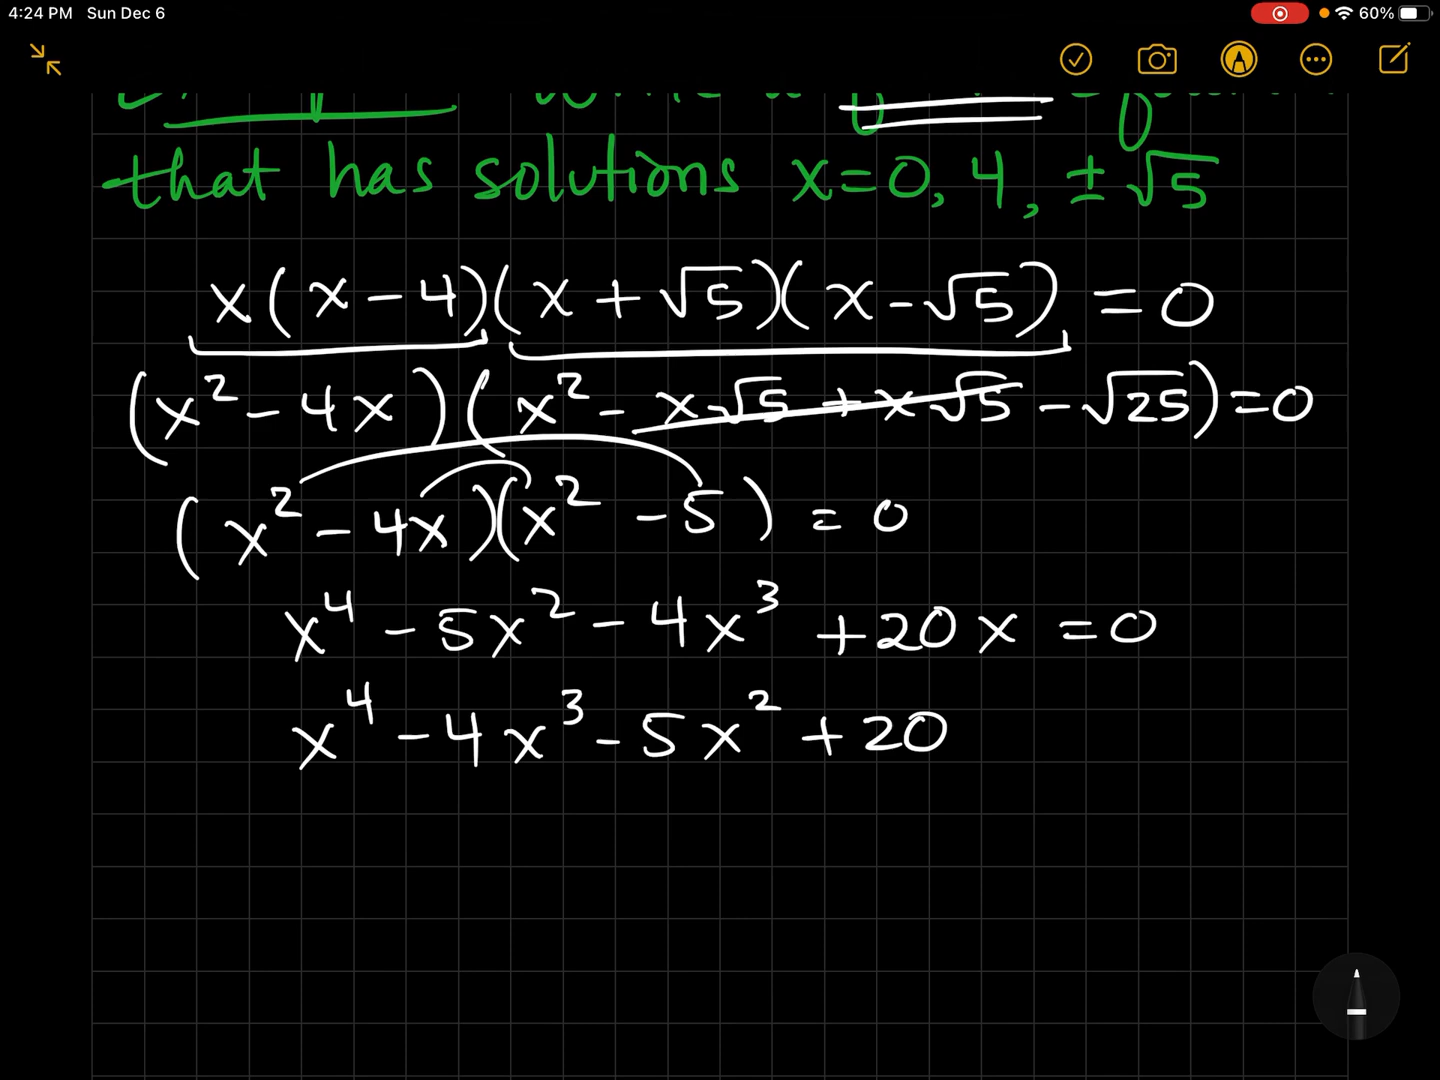 4:24 PM Sun Dec 6 60%
that has solutions x=0, 4, ± √5
x(x-4)(x+√5)(x-√5) = 0
(x² - 4x)(x² - x√5 + x√5 - √25) = 0
(x² - 4x)(x² - 5) = 0
x⁴ - 5x² - 4x³ + 20x = 0
x⁴ - 4x³ - 5x² + 20